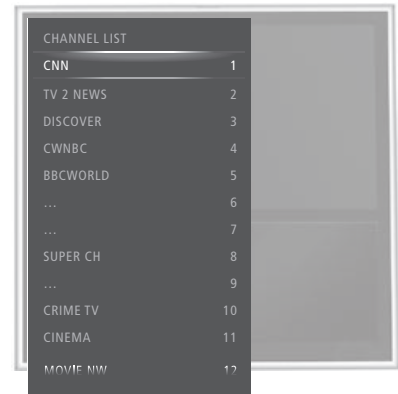 CHANNEL LIST
CNN 1
TV 2 NEWS 2
DISCOVER 3
CWNBC 4
BBCWORLD 5
... 6
... 7
SUPER CH 8
... 9
CRIME TV 10
CINEMA 11
MOVIE NW 12